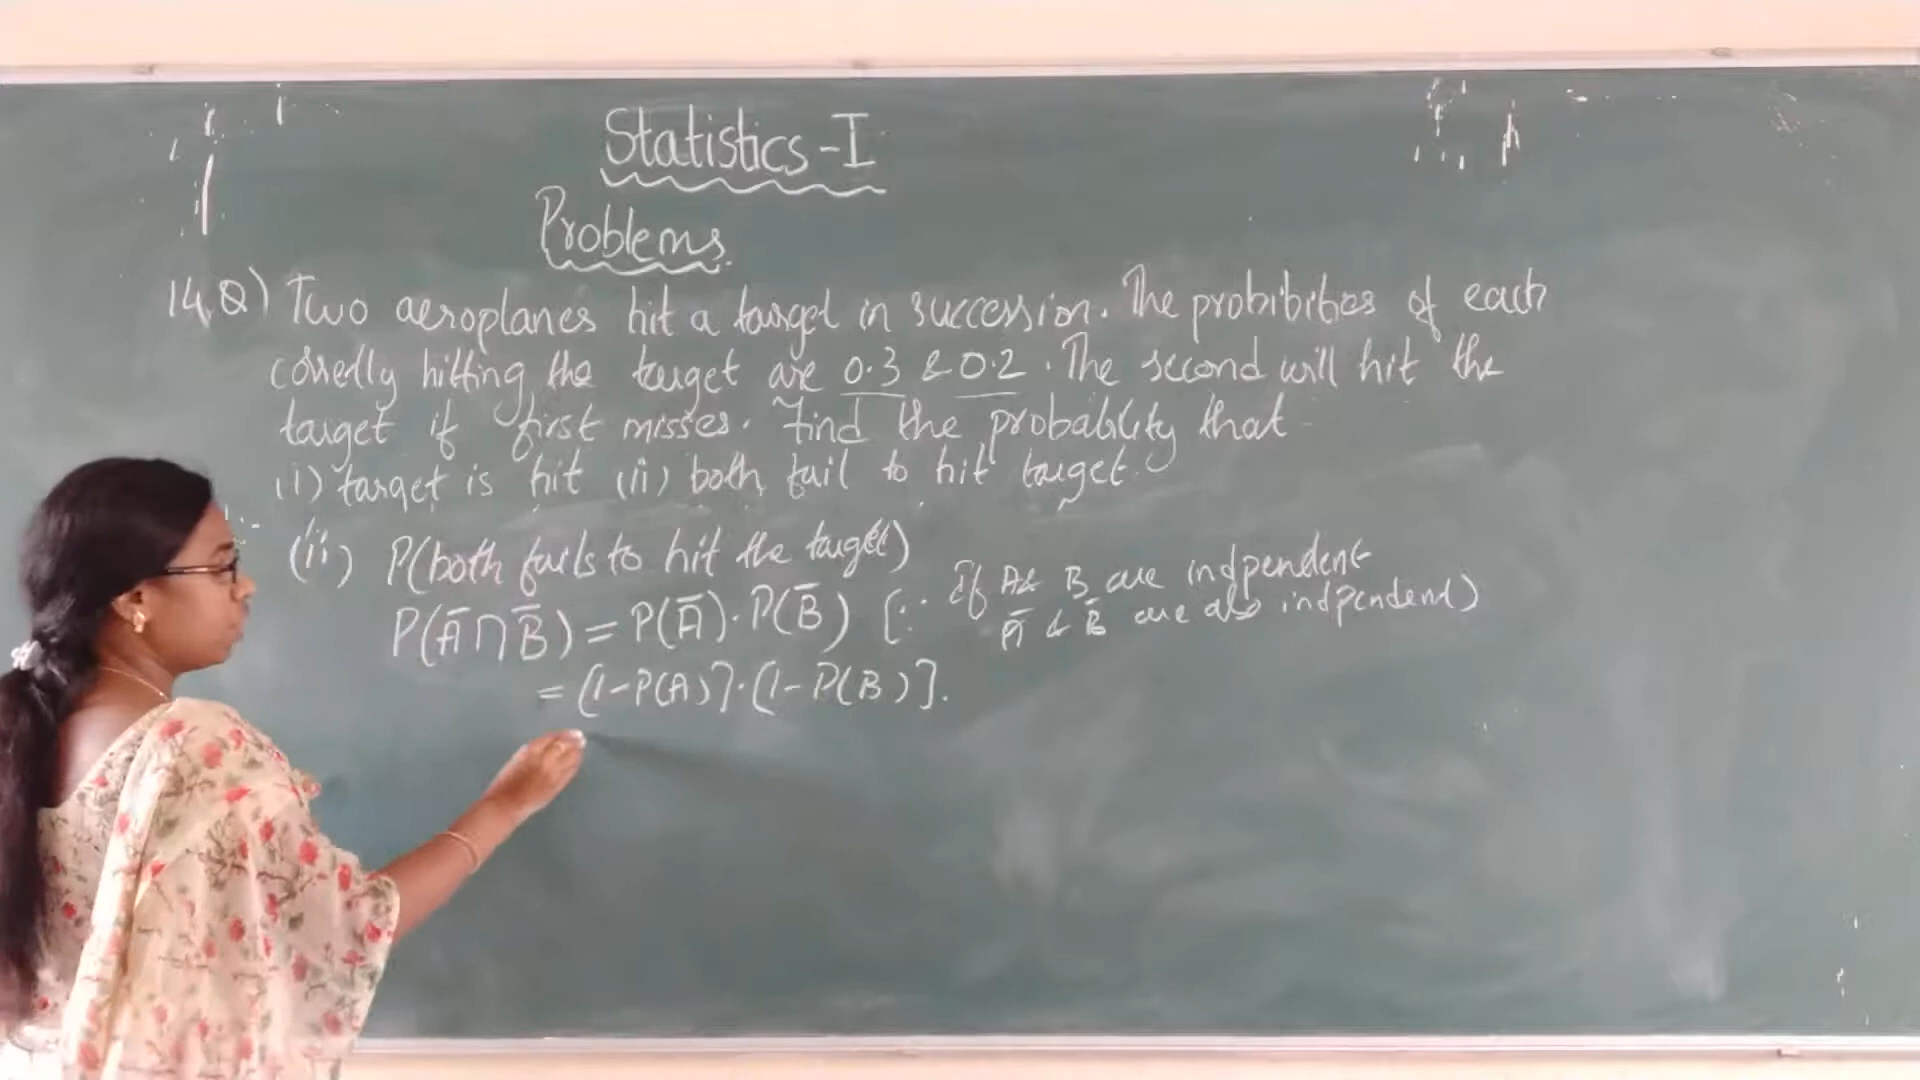 Statistics-I
Problems.
14.Q) Two aeroplanes hit a target in succession. The probibities of each
correctly hitting the target are 0.3 & 0.2. The second will hit the
target if first misses. Find the probability that
(i) target is hit (ii) both fail to hit target.
(ii) P(both fails to hit the target)
P(A̅∩B̅) = P(A̅)·P(B̅) [∵ if A & B are indpendent
A̅ & B̅ are also indpendend)
= (1-P(A)]·(1-P(B)].